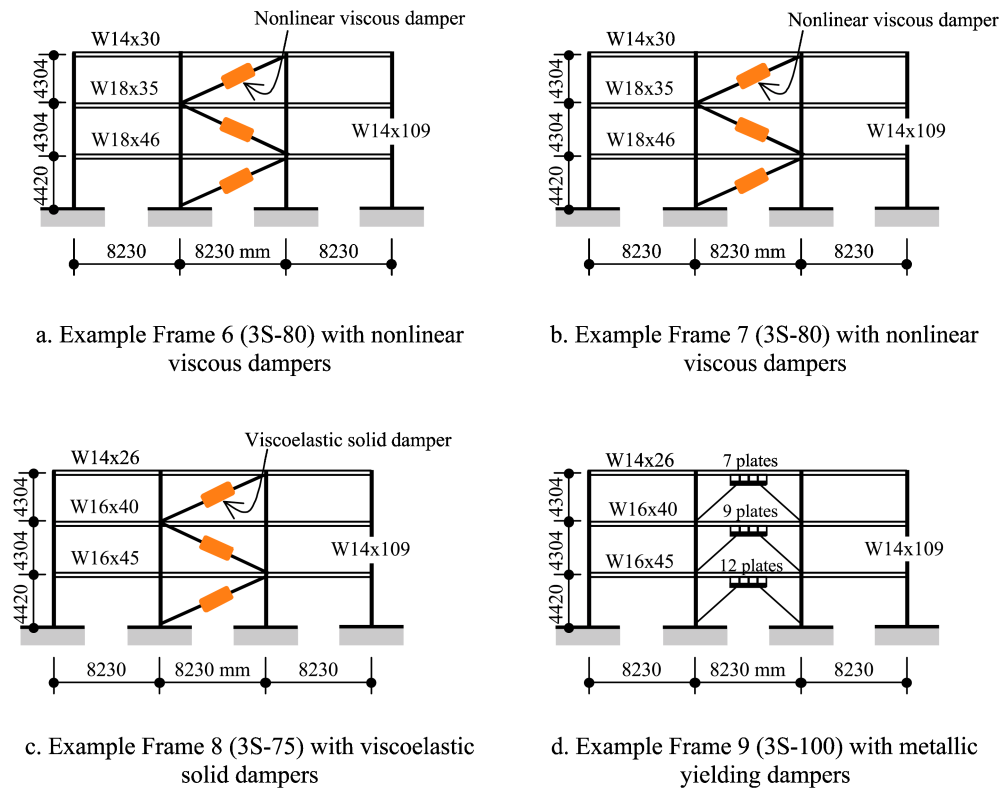 Nonlinear viscous damper
W14x30
W18x35
W18x46
W14x109
4304
4304
4420
8230
8230 mm
8230
a. Example Frame 6 (3S-80) with nonlinear
viscous dampers
Nonlinear viscous damper
W14x30
W18x35
W18x46
W14x109
4304
4304
4420
8230
8230 mm
8230
b. Example Frame 7 (3S-80) with nonlinear
viscous dampers
Viscoelastic solid damper
W14x26
W16x40
W16x45
W14x109
4304
4304
4420
8230
8230 mm
8230
c. Example Frame 8 (3S-75) with viscoelastic
solid dampers
W14x26
7 plates
W16x40
9 plates
W16x45
12 plates
W14x109
4304
4304
4420
8230
8230 mm
8230
d. Example Frame 9 (3S-100) with metallic
yielding dampers